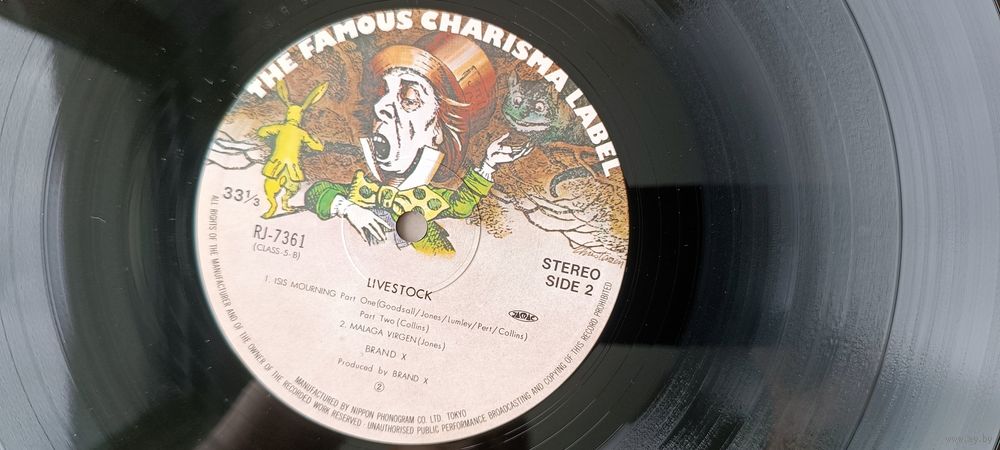 THE FAMOUS CHARISMA LABEL
33 1/3
RJ-7361
(CLASS-5-B)
STEREO
SIDE 2
LIVESTOCK
1. ISIS MOURNING Part One(Goodsall/Jones/Lumley/Pert/Collins)
Part Two(Collins)
2. MALAGA VIRGEN(Jones)
BRAND X
Produced by BRAND X
②
ALL RIGHTS OF THE MANUFACTURER AND OF THE OWNER OF THE RECORDED WORK RESERVED · UNAUTHORISED PUBLIC PERFORMANCE BROADCASTING AND COPYING OF THIS RECORD PROHIBITED
MANUFACTURED BY NIPPON PHONOGRAM CO. LTD. TOKYO